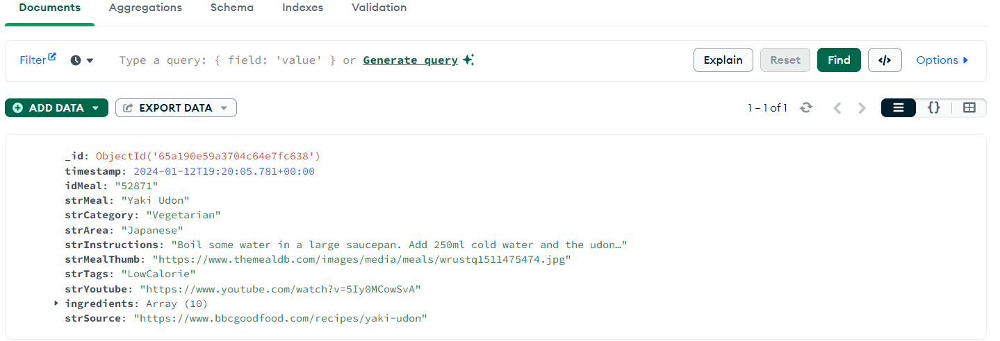 Documents Aggregations Schema Indexes Validation
Filter Type a query: { field: 'value' } or Generate query Explain Reset Find </> Options
ADD DATA EXPORT DATA 1 – 1 of 1 {}
_id: ObjectId('65a190e59a3704c64e7fc638')
timestamp: 2024-01-12T19:20:05.781+00:00
idMeal: "52871"
strMeal: "Yaki Udon"
strCategory: "Vegetarian"
strArea: "Japanese"
strInstructions: "Boil some water in a large saucepan. Add 250ml cold water and the udon…"
strMealThumb: "https://www.themealdb.com/images/media/meals/wrustq1511475474.jpg"
strTags: "LowCalorie"
strYoutube: "https://www.youtube.com/watch?v=5Iy0MCowSvA"
ingredients: Array (10)
strSource: "https://www.bbcgoodfood.com/recipes/yaki-udon"